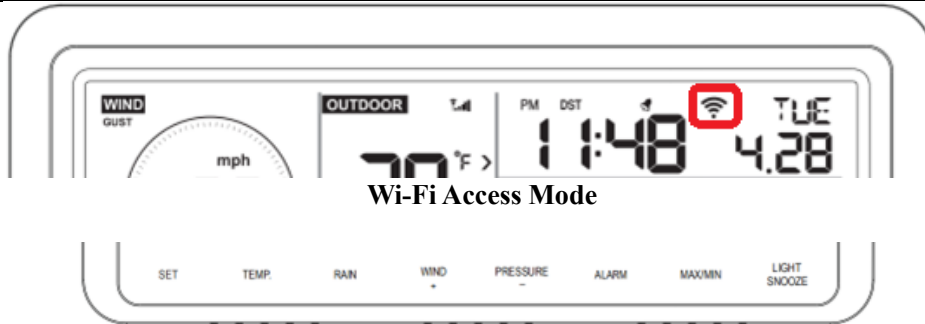 WIND OUTDOOR PM DST TUE
GUST 11:48 4.28
mph °F
Wi-Fi Access Mode
SET TEMP. RAIN WIND + PRESSURE − ALARM MAX/MIN LIGHT SNOOZE